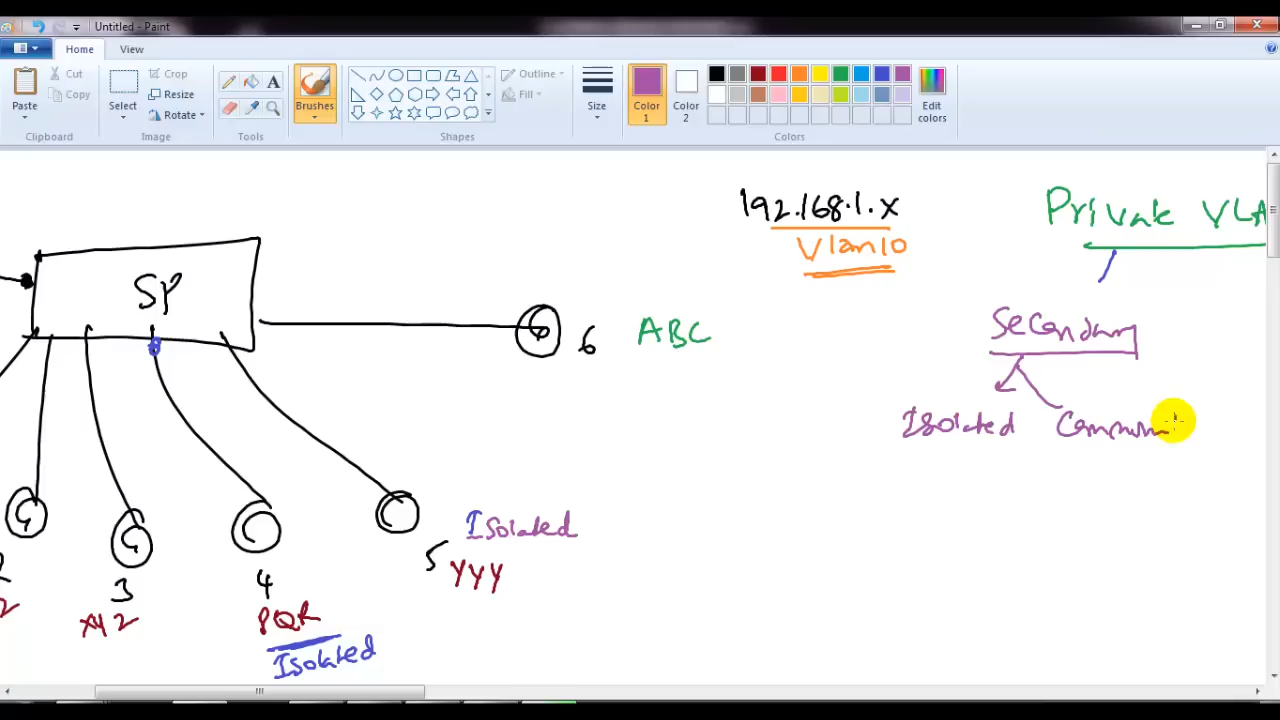 Untitled - Paint
Home View
Paste
Cut
Copy
Clipboard
Select
Crop
Resize
Rotate
Image
A
Tools
Brushes
Shapes
Outline
Fill
Size
Color 1
Color 2
Edit colors
Colors
192.168.1.X
Vlan10
Private VLA
SP
Secondary
6 ABC
Isolated Commun
Isolated
5 YYY
3
XYZ
4
PQR
Isolated
2